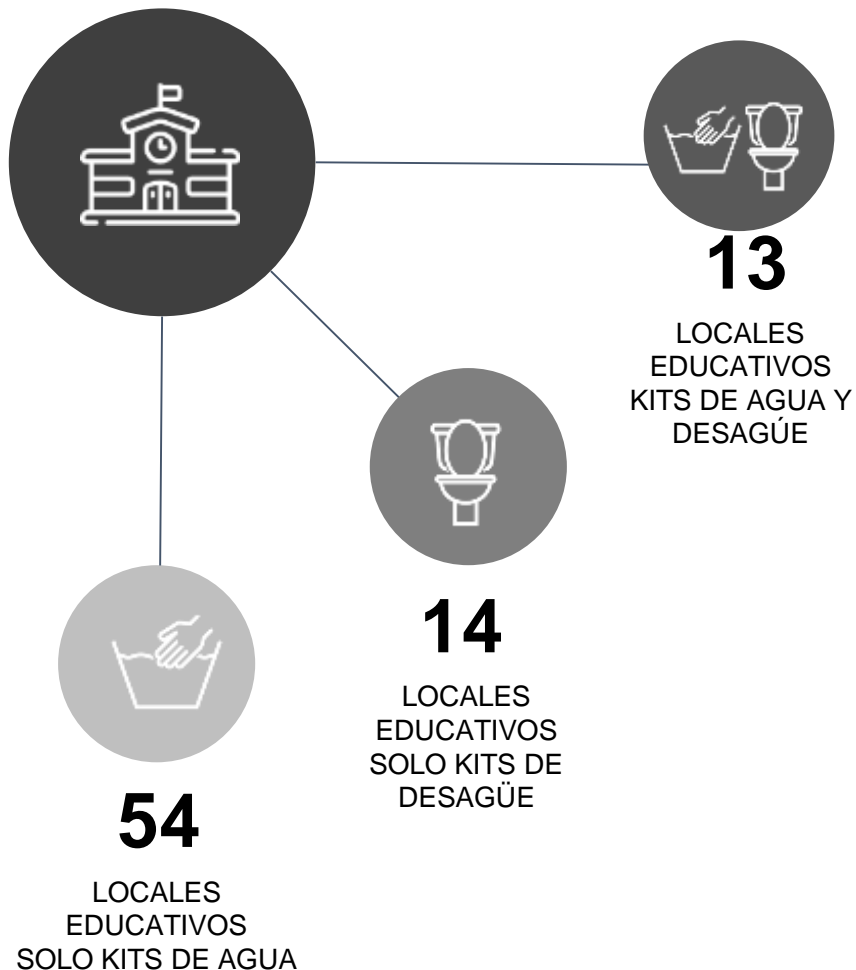 13
LOCALES
EDUCATIVOS
KITS DE AGUA Y
DESAGÚE
14
LOCALES
EDUCATIVOS
SOLO KITS DE
DESAGÜE
54
LOCALES
EDUCATIVOS
SOLO KITS DE AGUA